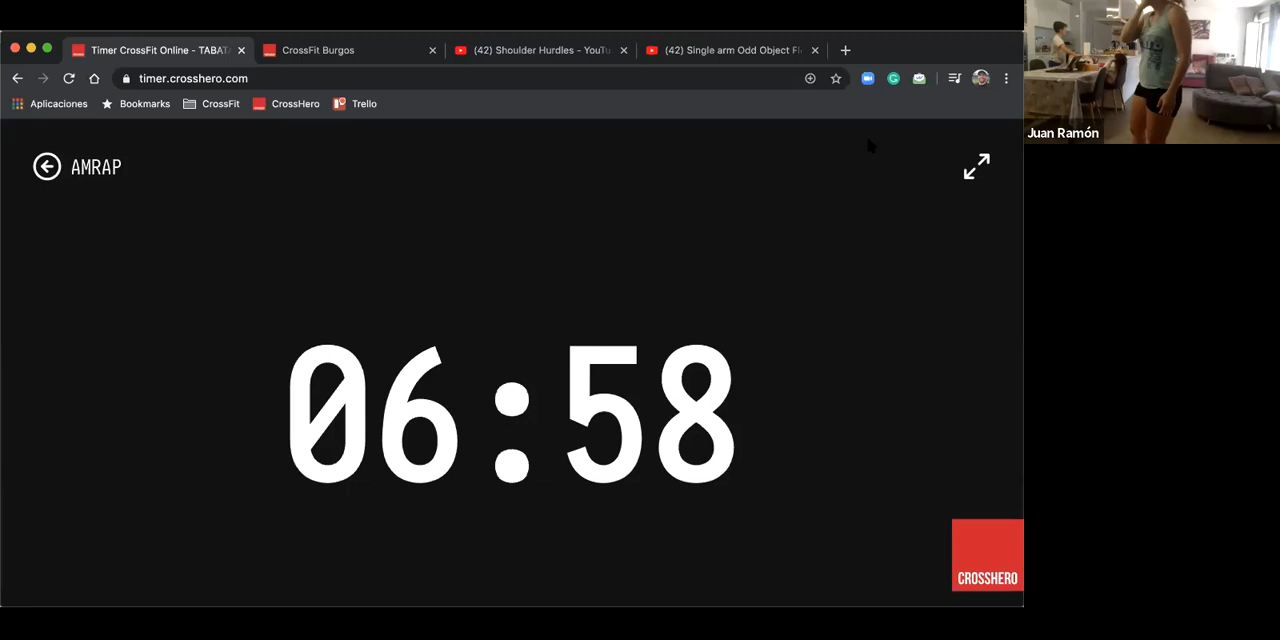 Timer CrossFit Online - TABATA
CrossFit Burgos
(42) Shoulder Hurdles - YouTu
(42) Single arm Odd Object Fl
timer.crosshero.com
Aplicaciones
Bookmarks
CrossFit
CrossHero
Trello
AMRAP
06:58
CROSSHERO
Juan Ramón